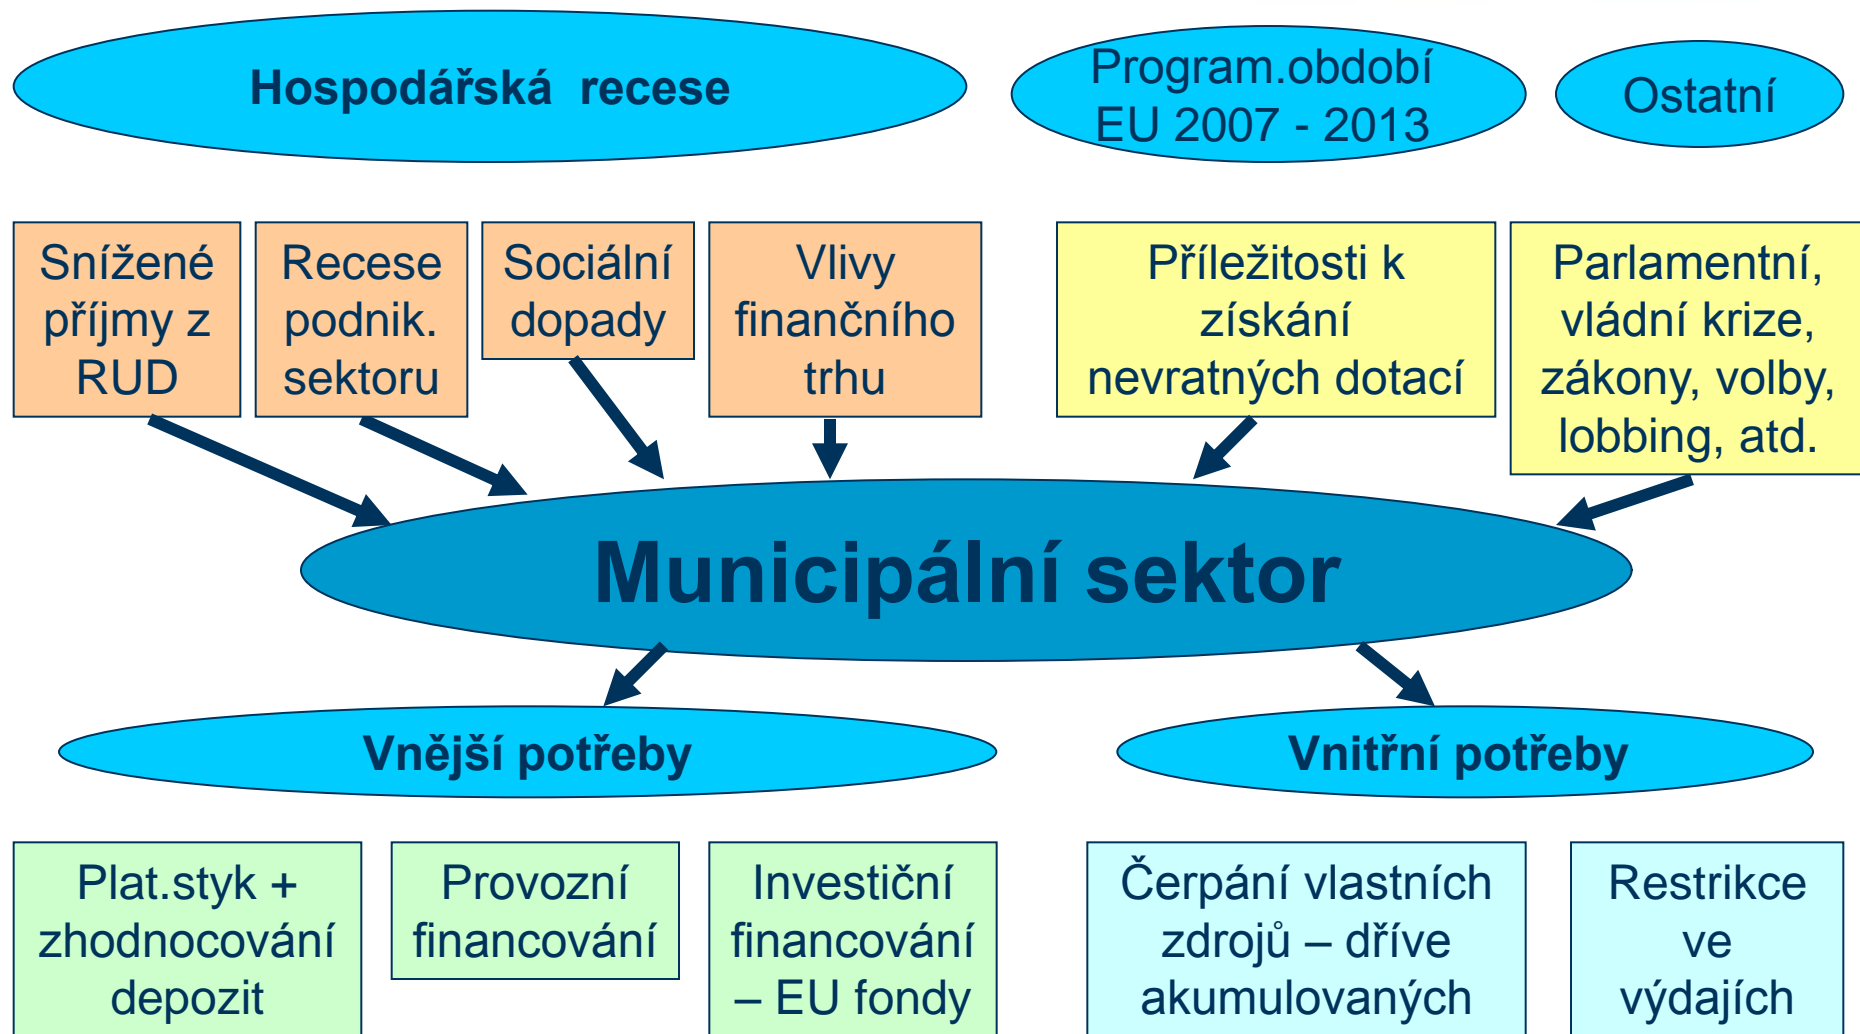 Hospodářská recese
Program.období
EU 2007 - 2013
Ostatní
Snížené
příjmy z
RUD
Recese
podnik.
sektoru
Sociální
dopady
Vlivy
finančního
trhu
Příležitosti k
získání
nevratných dotací
Parlamentní,
vládní krize,
zákony, volby,
lobbing, atd.
Municipální sektor
Vnější potřeby
Vnitřní potřeby
Plat.styk +
zhodnocování
depozit
Provozní
financování
Investiční
financování
– EU fondy
Čerpání vlastních
zdrojů – dříve
akumulovaných
Restrikce
ve
výdajích